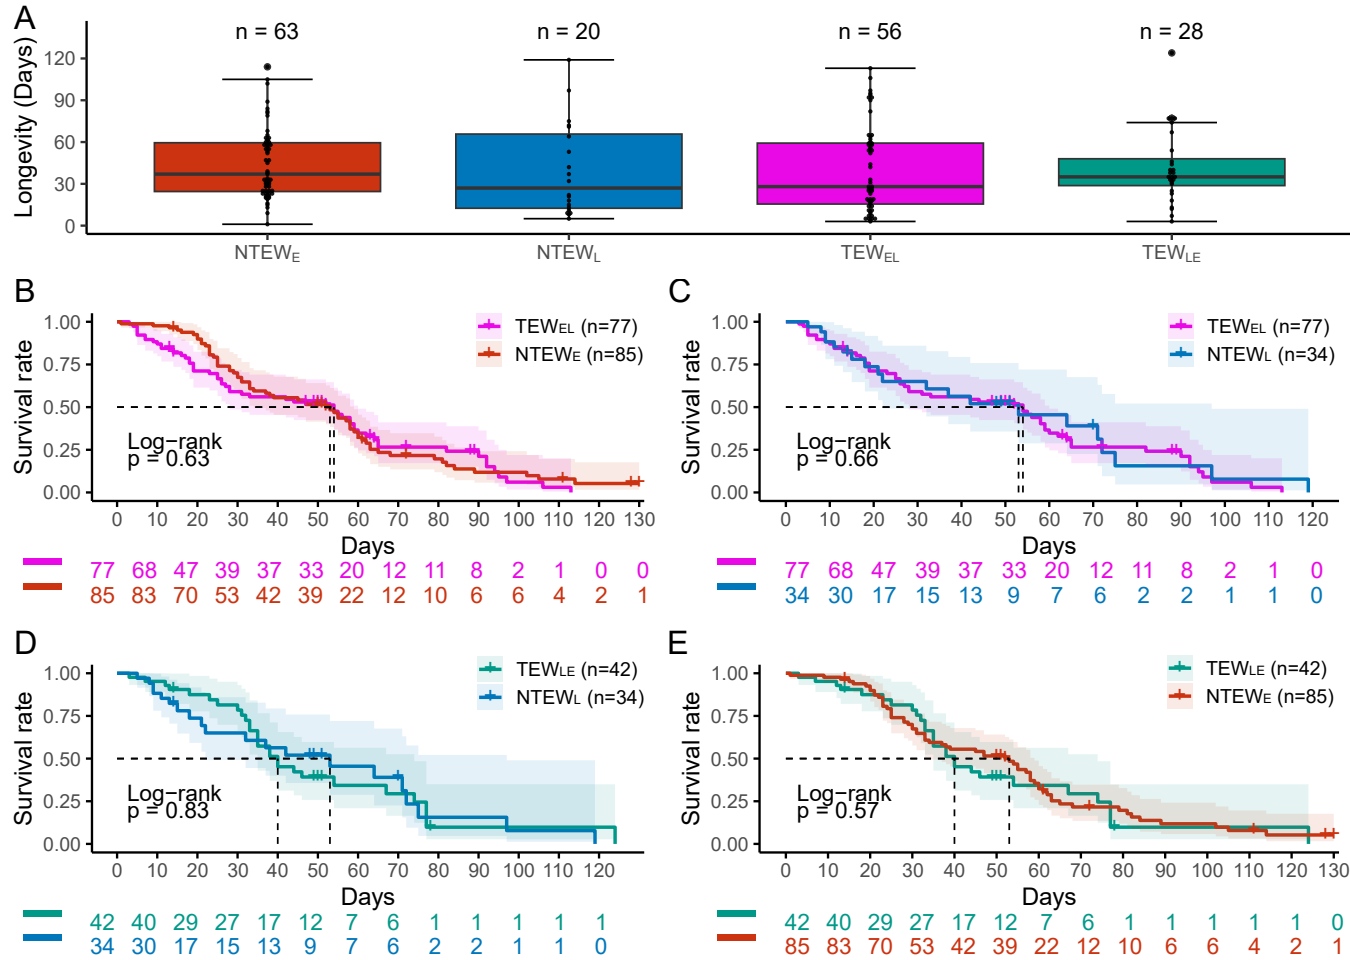 A
Longevity (Days)
n = 63
n = 20
n = 56
n = 28
120
90
60
30
0
NTEWE
NTEWL
TEWEL
TEWLE
B
Survival rate
1.00
0.75
0.50
0.25
0.00
TEWEL (n=77)
NTEWE (n=85)
Log−rank
p = 0.63
0 10 20 30 40 50 60 70 80 90 100 110 120 130
Days
77 68 47 39 37 33 20 12 11 8 2 1 0 0
85 83 70 53 42 39 22 12 10 6 6 4 2 1
C
Survival rate
1.00
0.75
0.50
0.25
0.00
TEWEL (n=77)
NTEWL (n=34)
Log−rank
p = 0.66
0 10 20 30 40 50 60 70 80 90 100 110 120
Days
77 68 47 39 37 33 20 12 11 8 2 1 0
34 30 17 15 13 9 7 6 2 2 1 1 0
D
Survival rate
1.00
0.75
0.50
0.25
0.00
TEWLE (n=42)
NTEWL (n=34)
Log−rank
p = 0.83
0 10 20 30 40 50 60 70 80 90 100 110 120
Days
42 40 29 27 17 12 7 6 1 1 1 1 1
34 30 17 15 13 9 7 6 2 2 1 1 0
E
Survival rate
1.00
0.75
0.50
0.25
0.00
TEWLE (n=42)
NTEWE (n=85)
Log−rank
p = 0.57
0 10 20 30 40 50 60 70 80 90 100 110 120 130
Days
42 40 29 27 17 12 7 6 1 1 1 1 1 0
85 83 70 53 42 39 22 12 10 6 6 4 2 1